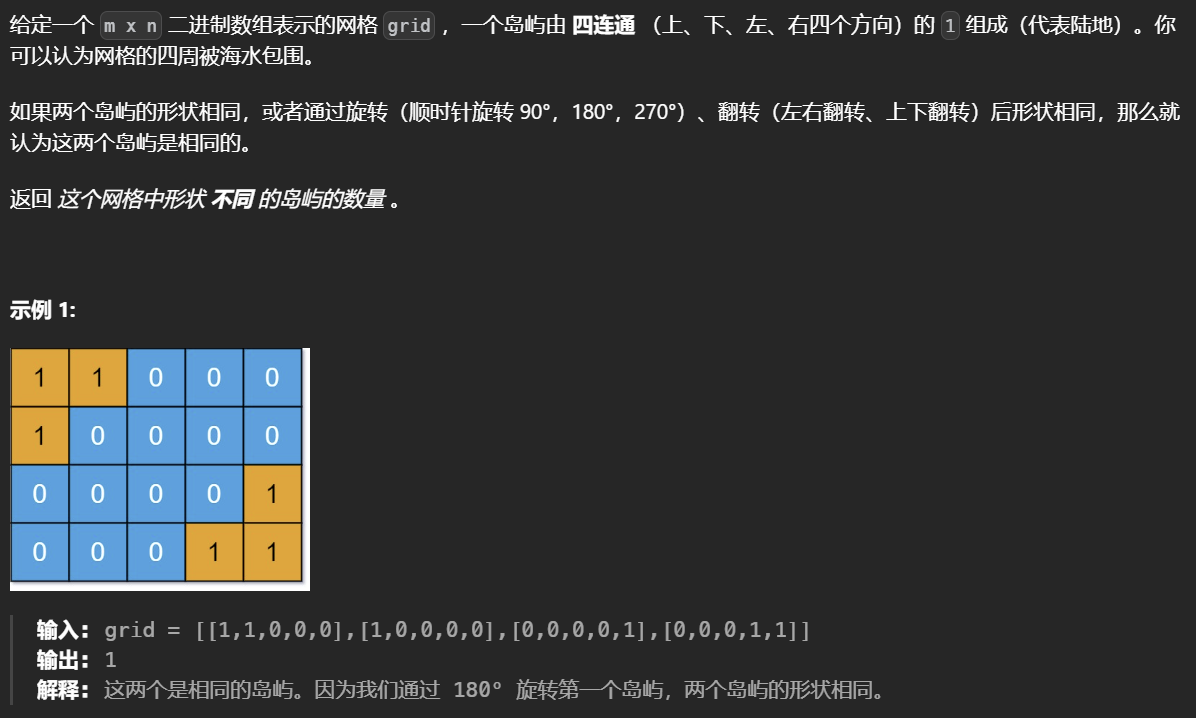 给定一个 m x n 二进制数组表示的网格 grid ，一个岛屿由 四连通 （上、下、左、右四个方向）的 1 组成（代表陆地）。你
可以认为网格的四周被海水包围。
如果两个岛屿的形状相同，或者通过旋转（顺时针旋转 90°，180°，270°）、翻转（左右翻转、上下翻转）后形状相同，那么就
认为这两个岛屿是相同的。
返回 这个网格中形状 不同 的岛屿的数量 。
示例 1:
1 1 0 0 0
1 0 0 0 0
0 0 0 0 1
0 0 0 1 1
输入: grid = [[1,1,0,0,0],[1,0,0,0,0],[0,0,0,0,1],[0,0,0,1,1]]
输出: 1
解释: 这两个是相同的岛屿。因为我们通过 180° 旋转第一个岛屿，两个岛屿的形状相同。